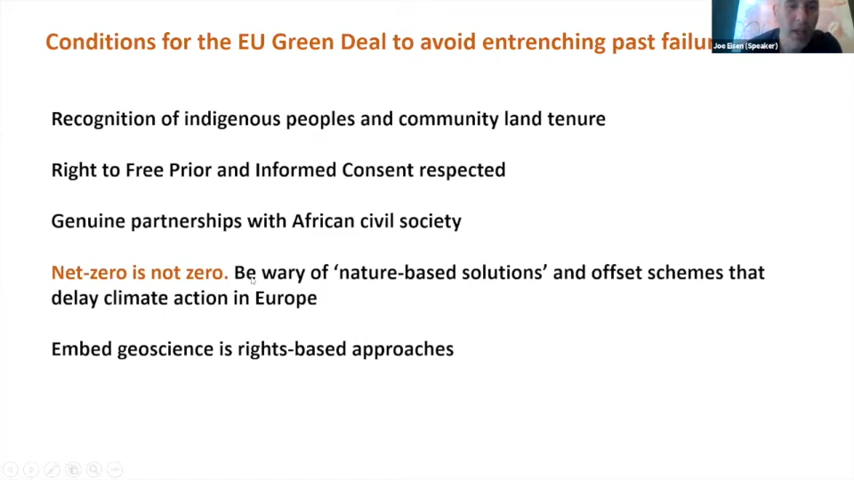 Conditions for the EU Green Deal to avoid entrenching past failu
Joe Eisen (Speaker)
Recognition of indigenous peoples and community land tenure
Right to Free Prior and Informed Consent respected
Genuine partnerships with African civil society
Net-zero is not zero. Be wary of ‘nature-based solutions’ and offset schemes that
delay climate action in Europe
Embed geoscience is rights-based approaches